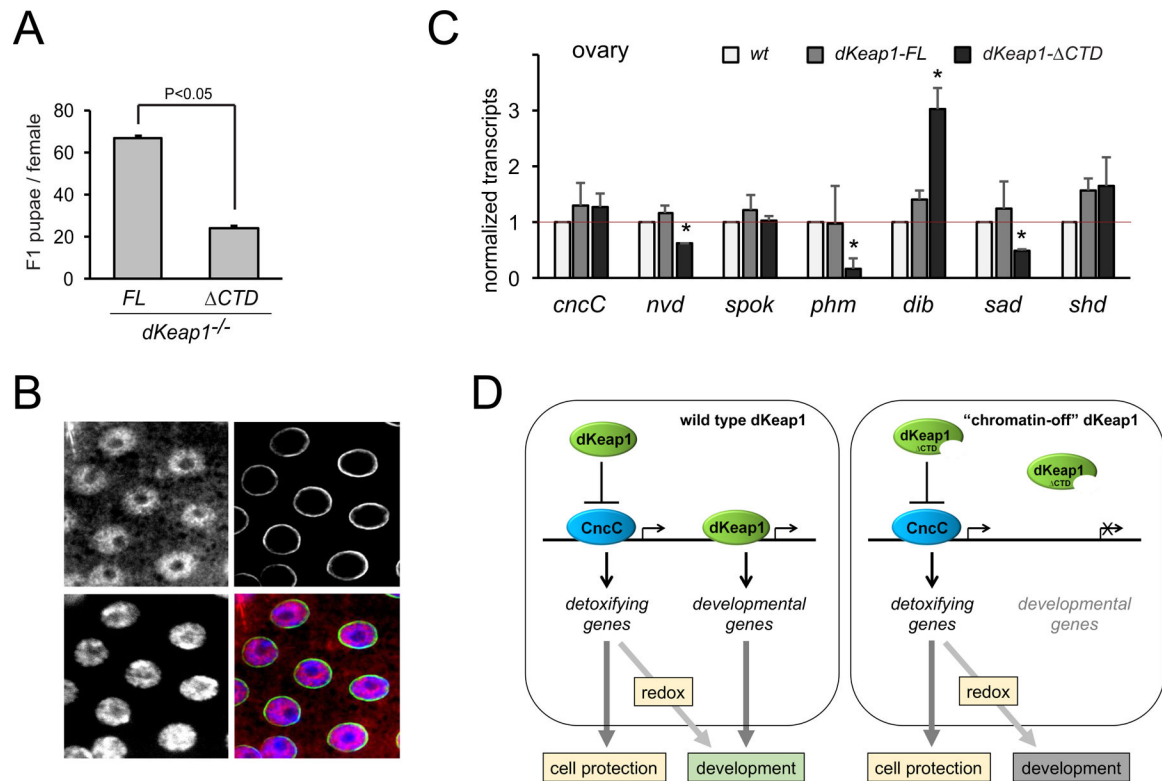 A
P<0.05
80
60
40
20
0
F1 pupae / female
FL ΔCTD
dKeap1-/-
B
C
ovary
wt dKeap1-FL dKeap1-ΔCTD
3
2
1
0
normalized transcripts
* * * *
cncC nvd spok phm dib sad shd
D
wild type dKeap1
dKeap1
CncC dKeap1
detoxifying developmental
genes genes
redox
cell protection development
"chromatin-off" dKeap1
dKeap1
ΔCTD
dKeap1
ΔCTD
CncC
detoxifying developmental
genes genes
redox
cell protection development